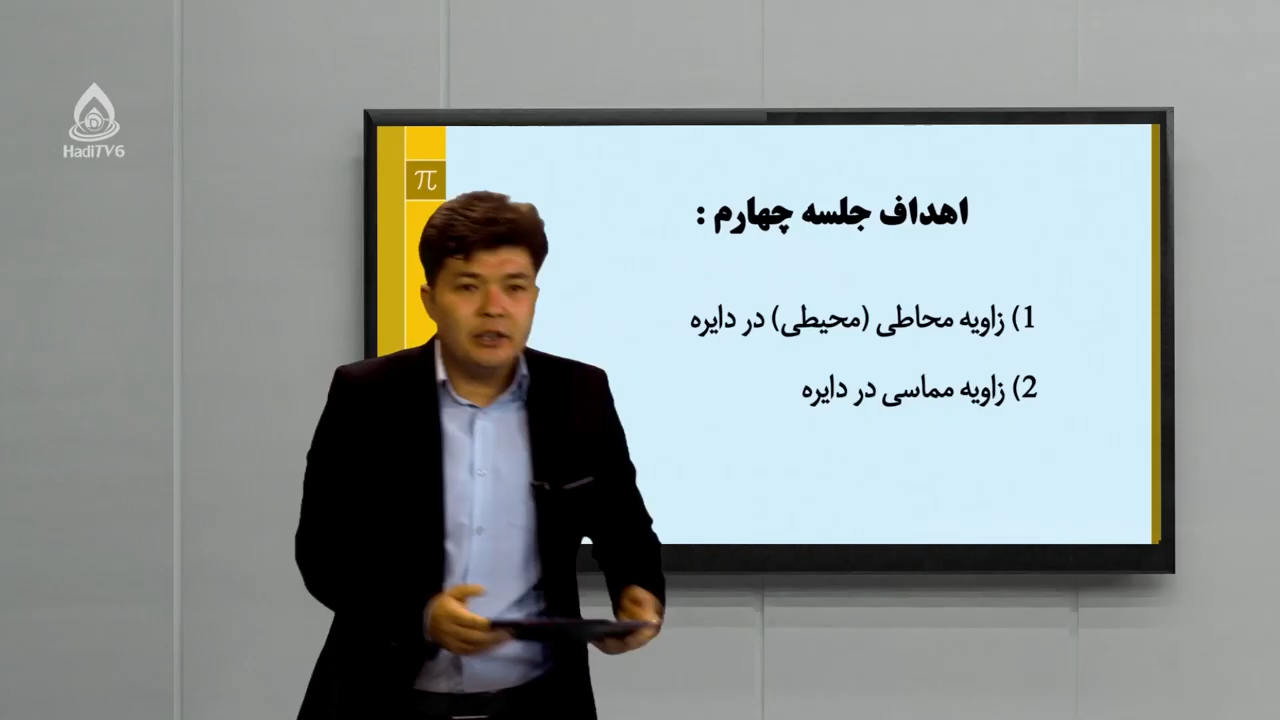 HadiTV6
π
اهداف جلسه چهارم :
1) زاویه محاطی (محیطی) در دایره
2) زاویه مماسی در دایره